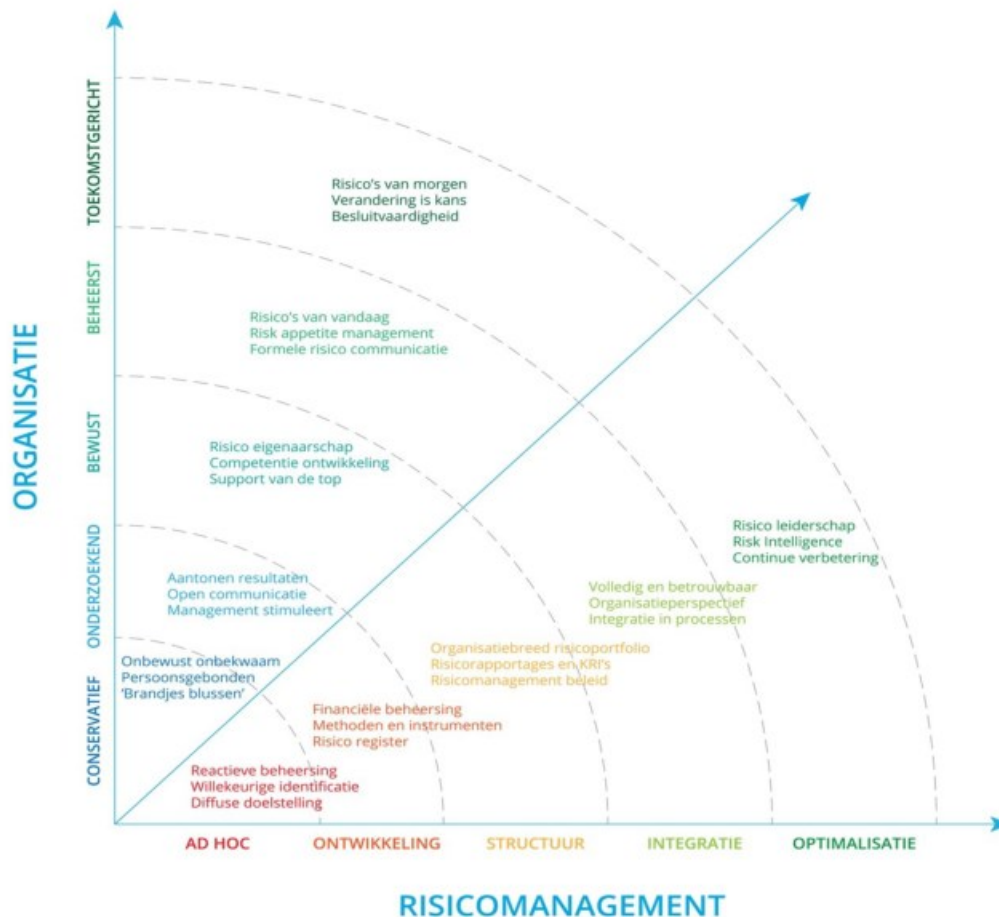 TOEKOMSTGERICHT
Risico's van morgen
Verandering is kans
Besluitvaardigheid
BEHEERST
Risico's van vandaag
Risk appetite management
Formele risico communicatie
ORGANISATIE
BEWUST
Risico eigenaarschap
Competentie ontwikkeling
Support van de top
Risico leiderschap
Risk Intelligence
Continue verbetering
ONDERZOEKEND
Aantonen resultaten
Open communicatie
Management stimuleert
Volledig en betrouwbaar
Organisatieperspectief
Integratie in processen
Organisatiebreed risicoportfolio
Risicorapportages en KRI's
Risicomanagement beleid
CONSERVATIEF
Onbewust onbekwaam
Persoonsgebonden
'Brandjes blussen'
Financiële beheersing
Methoden en instrumenten
Risico register
Reactieve beheersing
Willekeurige identificatie
Diffuse doelstelling
AD HOC
ONTWIKKELING
STRUCTUUR
INTEGRATIE
OPTIMALISATIE
RISICOMANAGEMENT